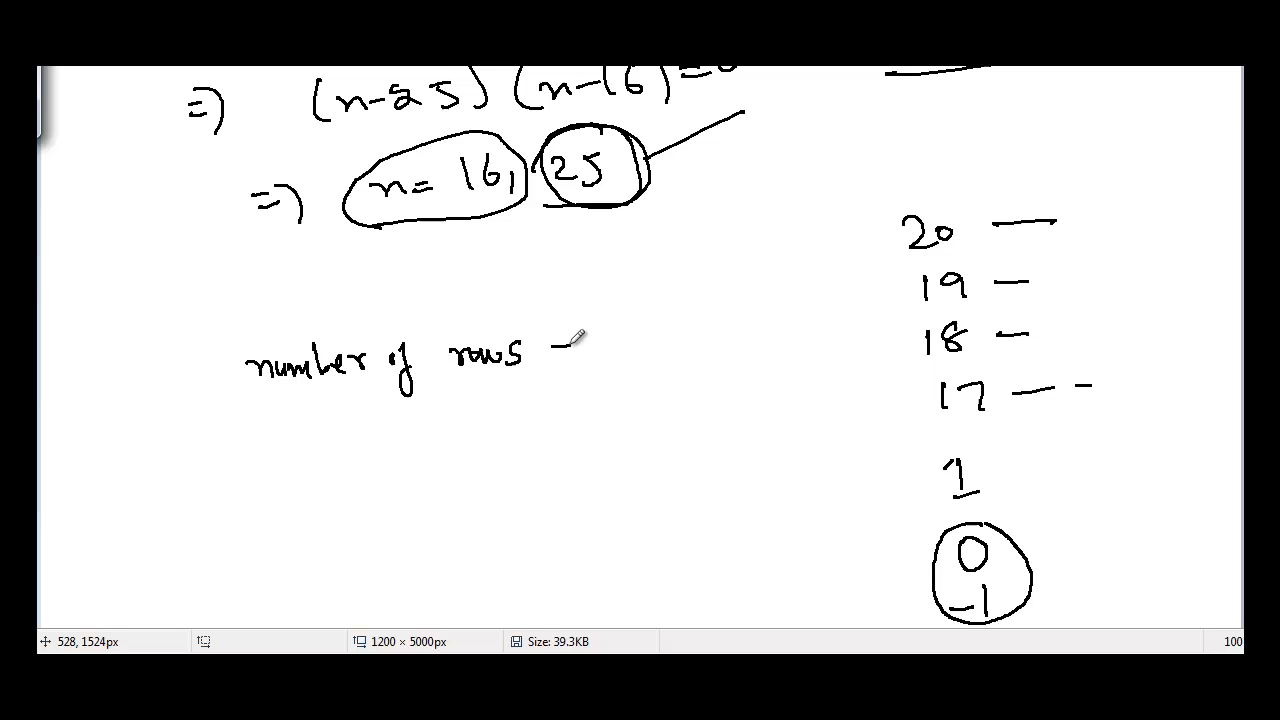 => (n-25) (n-16) =0
=> n= 16, 25
20 —
19 —
18 —
17 — -
number of rows -
1
0
-1
528, 1524px 1200 × 5000px Size: 39.3KB 100